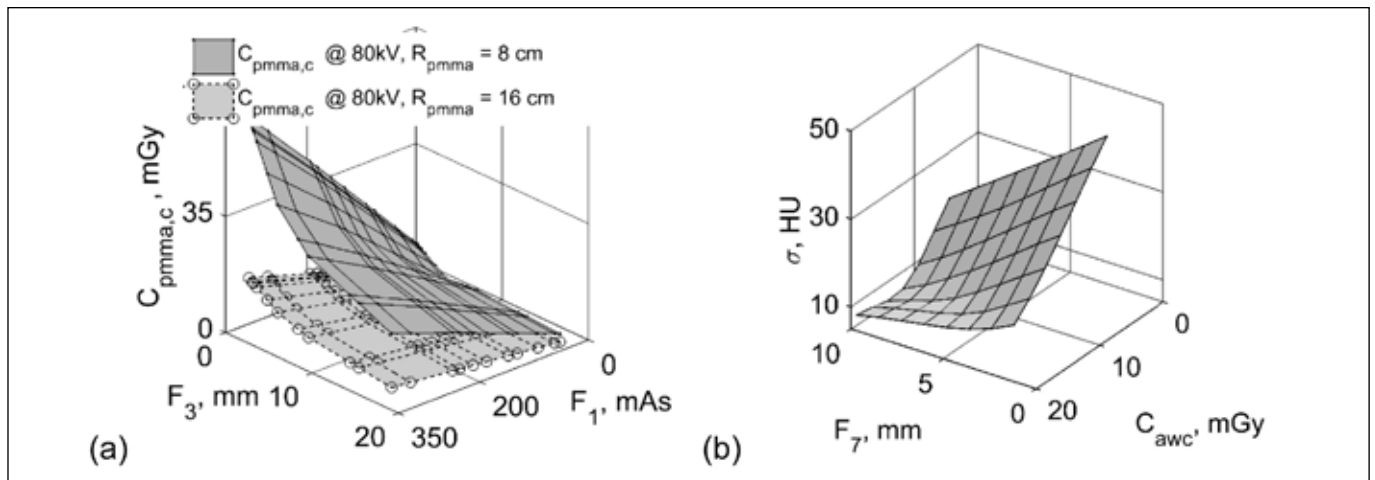 C_pmma,c @ 80kV, R_pmma = 8 cm
C_pmma,c @ 80kV, R_pmma = 16 cm
C_pmma,c , mGy
35
0
0
F_3, mm 10
20
350
200
0
F_1, mAs
(a)
σ, HU
50
30
10
10
5
0
F_7, mm
20
10
0
C_awc, mGy
(b)